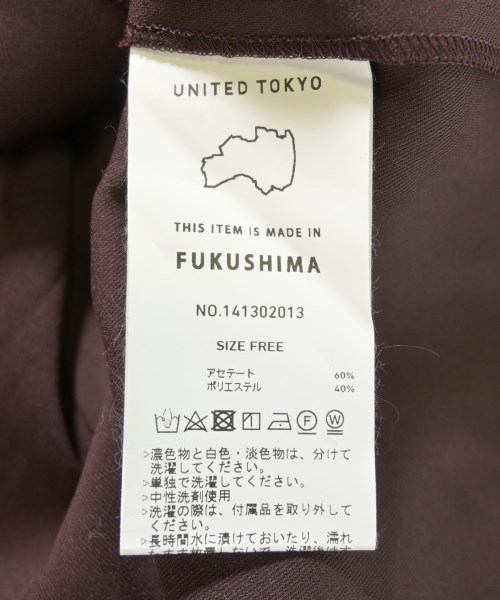 UNITED TOKYO
THIS ITEM IS MADE IN
FUKUSHIMA
NO.141302013
SIZE FREE
アセテート 60%
ポリエステル 40%
F W
>濃色物と白色・淡色物は、分けて
洗濯してください。
>単独で洗濯してください。
>中性洗剤使用
>洗濯の際は、付属品を取り外して
ください。
>長時間水に漬けておいたり、濡れ